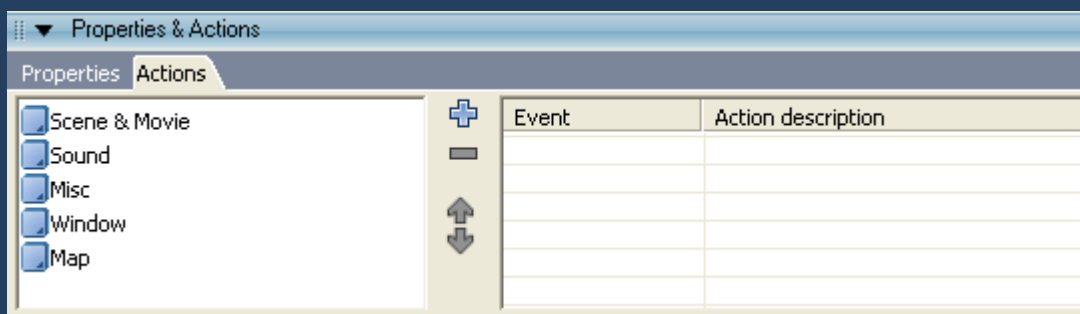 Properties & Actions
Properties Actions
Scene & Movie
Sound
Misc
Window
Map
Event Action description